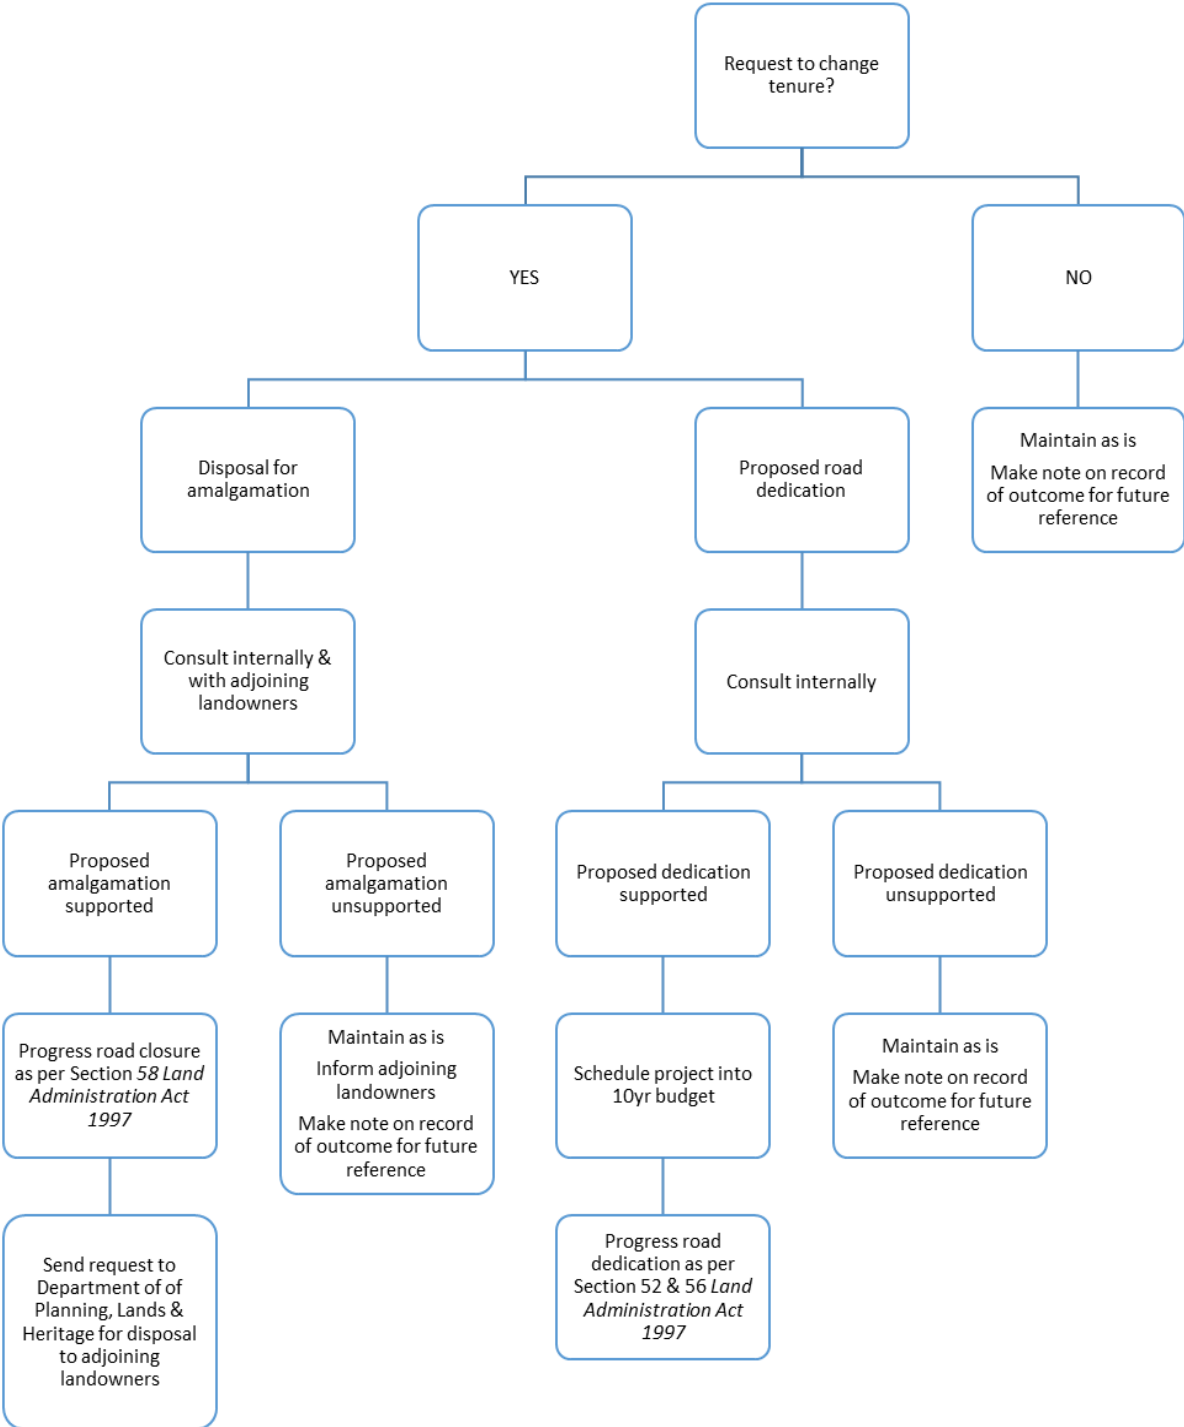 Request to change
tenure?
YES
NO
Disposal for
amalgamation
Proposed road
dedication
Maintain as is
Make note on record
of outcome for future
reference
Consult internally &
with adjoining
landowners
Consult internally
Proposed
amalgamation
supported
Proposed
amalgamation
unsupported
Proposed dedication
supported
Proposed dedication
unsupported
Progress road closure
as per Section 58 Land
Administration Act
1997
Maintain as is
Inform adjoining
landowners
Make note on record
of outcome for future
reference
Schedule project into
10yr budget
Maintain as is
Make note on record
of outcome for future
reference
Send request to
Department of of
Planning, Lands &
Heritage for disposal
to adjoining
landowners
Progress road
dedication as per
Section 52 & 56 Land
Administration Act
1997